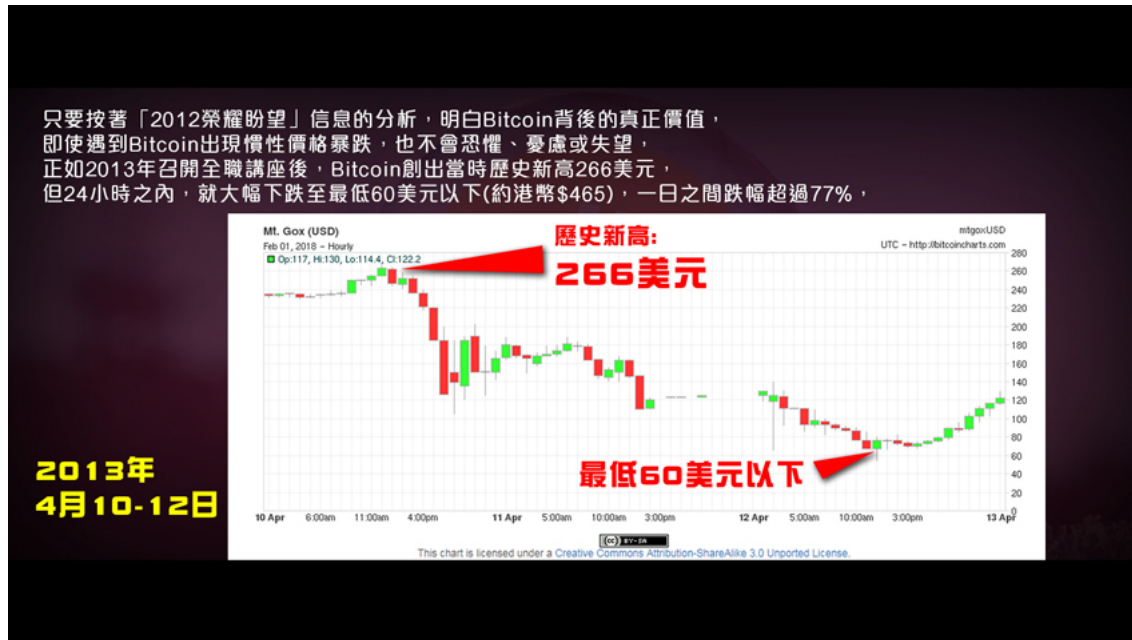 只要按著「2012榮耀盼望」信息的分析，明白Bitcoin背後的真正價值，
即使遇到Bitcoin出現慣性價格暴跌，也不會恐懼、憂慮或失望，
正如2013年召開全職講座後，Bitcoin創出當時歷史新高266美元，
但24小時之內，就大幅下跌至最低60美元以下(約港幣$465)，一日之間跌幅超過77%，
Mt. Gox (USD)
Feb 01, 2018 - Hourly
Op:117, Hi:130, Lo:114.4, Cl:122.2
mtgoxUSD
UTC - http://bitcoincharts.com
歷史新高:
266美元
280
260
240
220
200
180
160
140
120
100
80
60
40
20
0
最低60美元以下
2013年
4月10-12日
10 Apr 6:00am 11:00am 4:00pm 11 Apr 5:00am 10:00am 3:00pm 12 Apr 5:00am 10:00am 3:00pm 13 Apr
(cc) BY-SA
This chart is licensed under a Creative Commons Attribution-ShareAlike 3.0 Unported License.